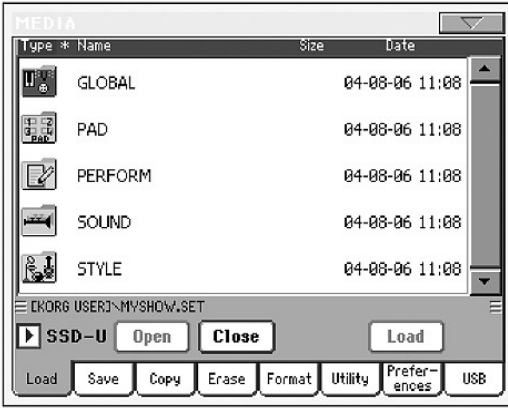 MEDIA
Type * Name Size Date
GLOBAL 04-08-06 11:08
PAD 04-08-06 11:08
PERFORM 04-08-06 11:08
SOUND 04-08-06 11:08
STYLE 04-08-06 11:08
[KORG USER]\MYSHOW.SET
SSD-U Open Close Load
Load Save Copy Erase Format Utility Prefer-ences USB